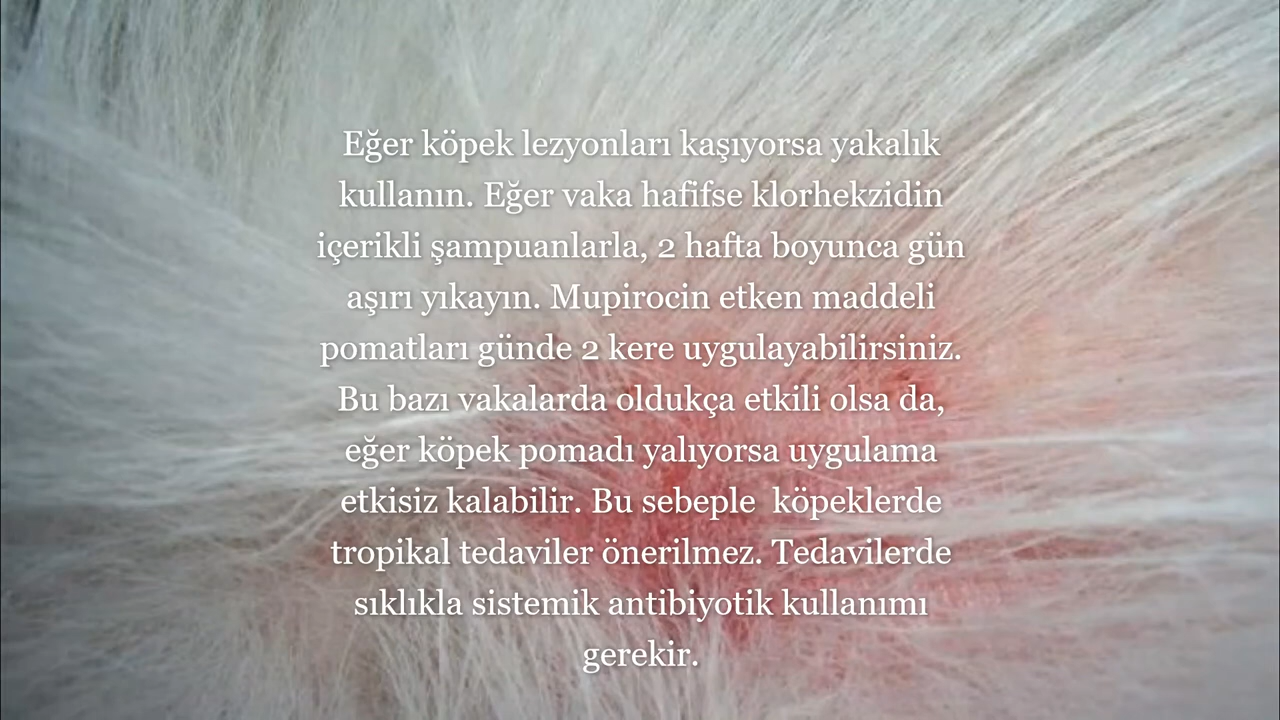 Eğer köpek lezyonları kaşıyorsa yakalık
kullanın. Eğer vaka hafifse klorhekzidin
içerikli şampuanlarla, 2 hafta boyunca gün
aşırı yıkayın. Mupirocin etken maddeli
pomatları günde 2 kere uygulayabilirsiniz.
Bu bazı vakalarda oldukça etkili olsa da,
eğer köpek pomadı yalıyorsa uygulama
etkisiz kalabilir. Bu sebeple  köpeklerde
tropikal tedaviler önerilmez. Tedavilerde
sıklıkla sistemik antibiyotik kullanımı
gerekir.